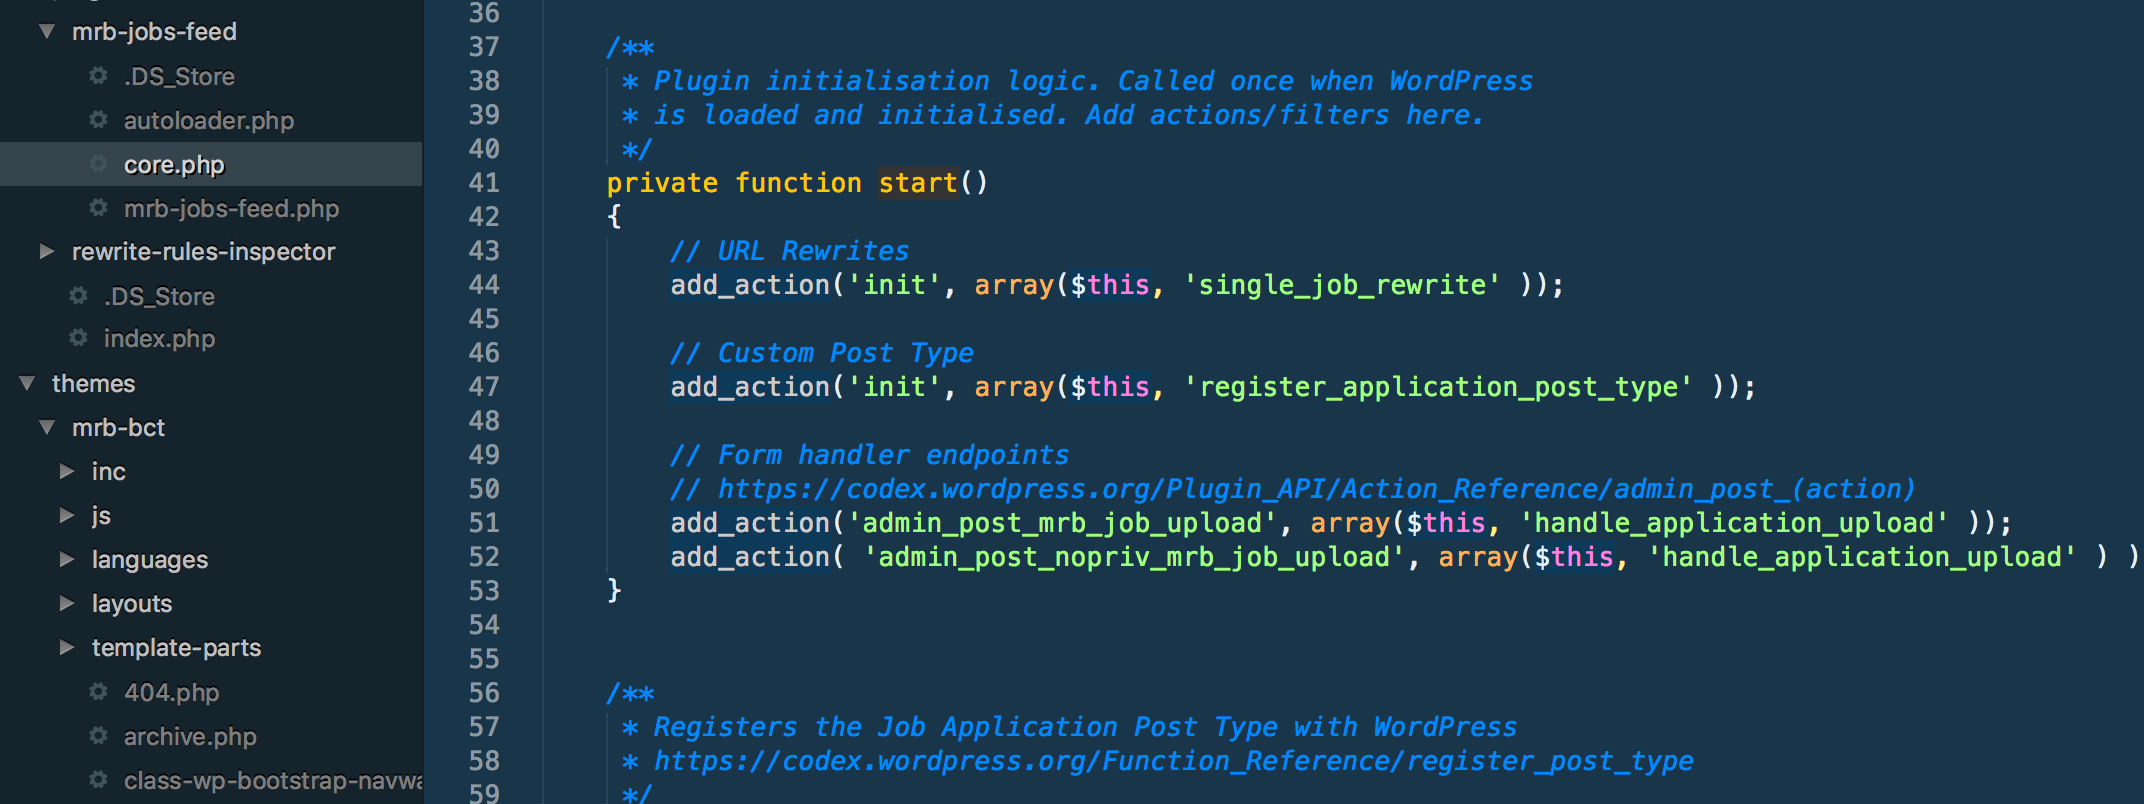 mrb-jobs-feed
.DS_Store
autoloader.php
core.php
mrb-jobs-feed.php
rewrite-rules-inspector
.DS_Store
index.php
themes
mrb-bct
inc
js
languages
layouts
template-parts
404.php
archive.php
class-wp-bootstrap-navwa
36
37 /**
38 * Plugin initialisation logic. Called once when WordPress
39 * is loaded and initialised. Add actions/filters here.
40 */
41 private function start()
42 {
43 // URL Rewrites
44 add_action('init', array($this, 'single_job_rewrite' ));
45
46 // Custom Post Type
47 add_action('init', array($this, 'register_application_post_type' ));
48
49 // Form handler endpoints
50 // https://codex.wordpress.org/Plugin_API/Action_Reference/admin_post_(action)
51 add_action('admin_post_mrb_job_upload', array($this, 'handle_application_upload' ));
52 add_action( 'admin_post_nopriv_mrb_job_upload', array($this, 'handle_application_upload' ) )
53 }
54
55
56 /**
57 * Registers the Job Application Post Type with WordPress
58 * https://codex.wordpress.org/Function_Reference/register_post_type
59 */